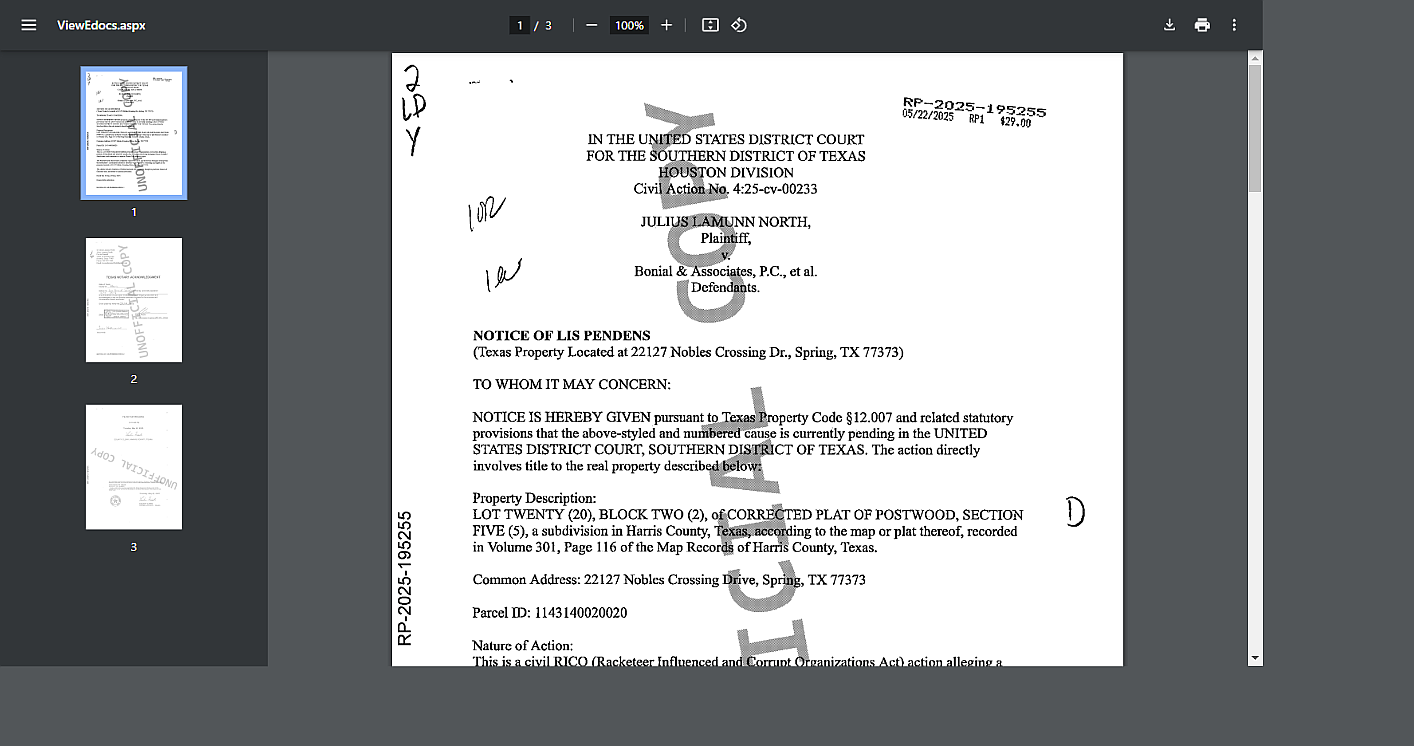 ViewEdocs.aspx
1 / 3
100%
1
2
3
2
LD
Y
RP-2025-195255
05/22/2025 RP1 $29.00
IN THE UNITED STATES DISTRICT COURT
FOR THE SOUTHERN DISTRICT OF TEXAS
HOUSTON DIVISION
Civil Action No. 4:25-cv-00233
JULIUS LAMUNN NORTH,
Plaintiff,
v.
Bonial & Associates, P.C., et al.
Defendants.
NOTICE OF LIS PENDENS
(Texas Property Located at 22127 Nobles Crossing Dr., Spring, TX 77373)
TO WHOM IT MAY CONCERN:
NOTICE IS HEREBY GIVEN pursuant to Texas Property Code §12.007 and related statutory
provisions that the above-styled and numbered cause is currently pending in the UNITED
STATES DISTRICT COURT, SOUTHERN DISTRICT OF TEXAS. The action directly
involves title to the real property described below:
Property Description:
LOT TWENTY (20), BLOCK TWO (2), of CORRECTED PLAT OF POSTWOOD, SECTION
FIVE (5), a subdivision in Harris County, Texas, according to the map or plat thereof, recorded
in Volume 301, Page 116 of the Map Records of Harris County, Texas.
D
Common Address: 22127 Nobles Crossing Drive, Spring, TX 77373
Parcel ID: 1143140020020
Nature of Action:
This is a civil RICO (Racketeer Influenced and Corrupt Organizations Act) action alleging a
RP-2025-195255
COPY
ICIAL
UNOFFICIAL COPY
UNOFFICIAL COPY
UNOFFICIAL COPY